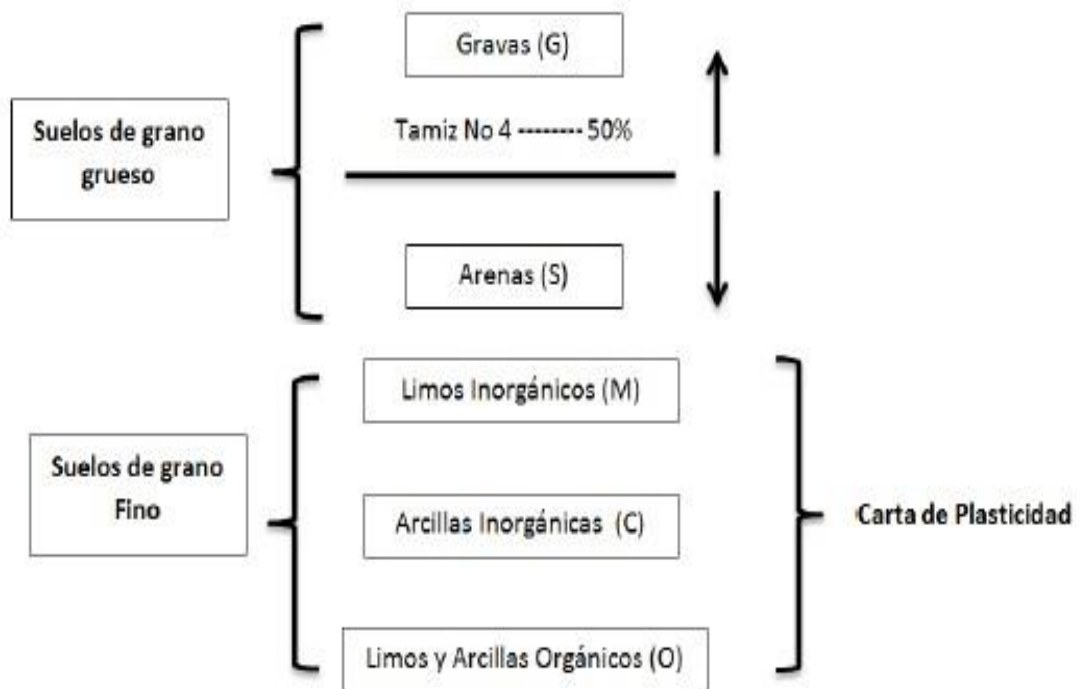 Suelos de grano
grueso
Gravas (G)
Tamiz No 4 -------- 50%
Arenas (S)
Suelos de grano
Fino
Limos Inorgánicos (M)
Arcillas Inorgánicas (C)
Limos y Arcillas Orgánicos (O)
Carta de Plasticidad